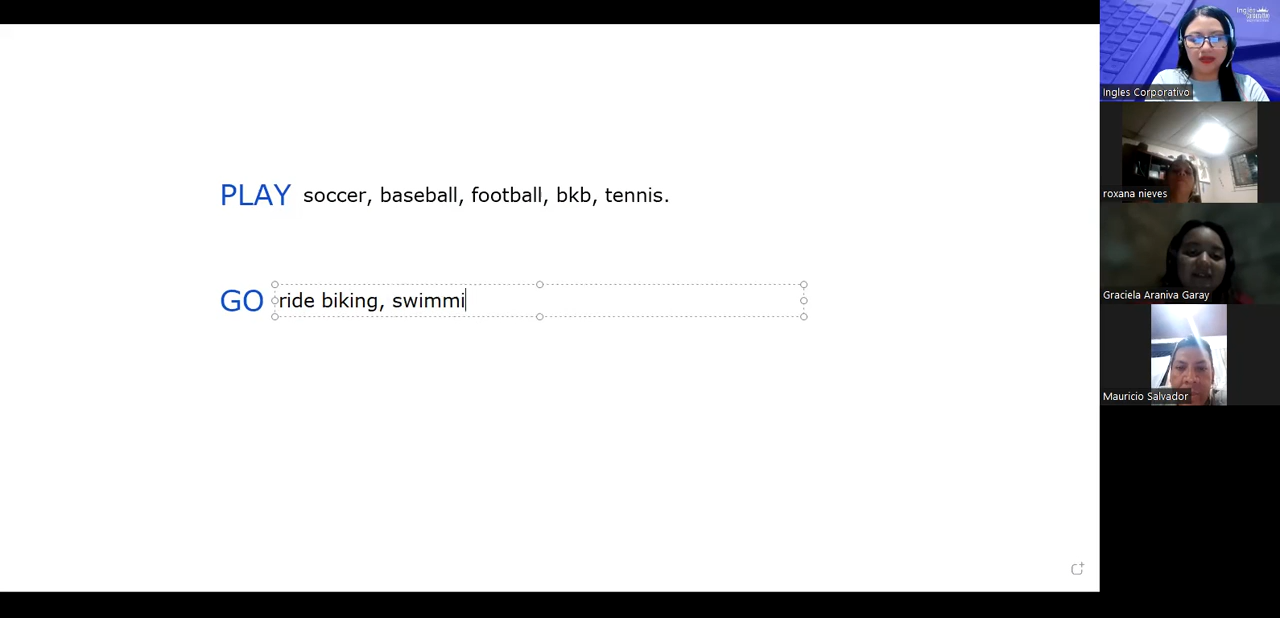 PLAY soccer, baseball, football, bkb, tennis.
GO ride biking, swimmi
Ingles Corporativo
roxana nieves
Graciela Araniva Garay
Mauricio Salvador